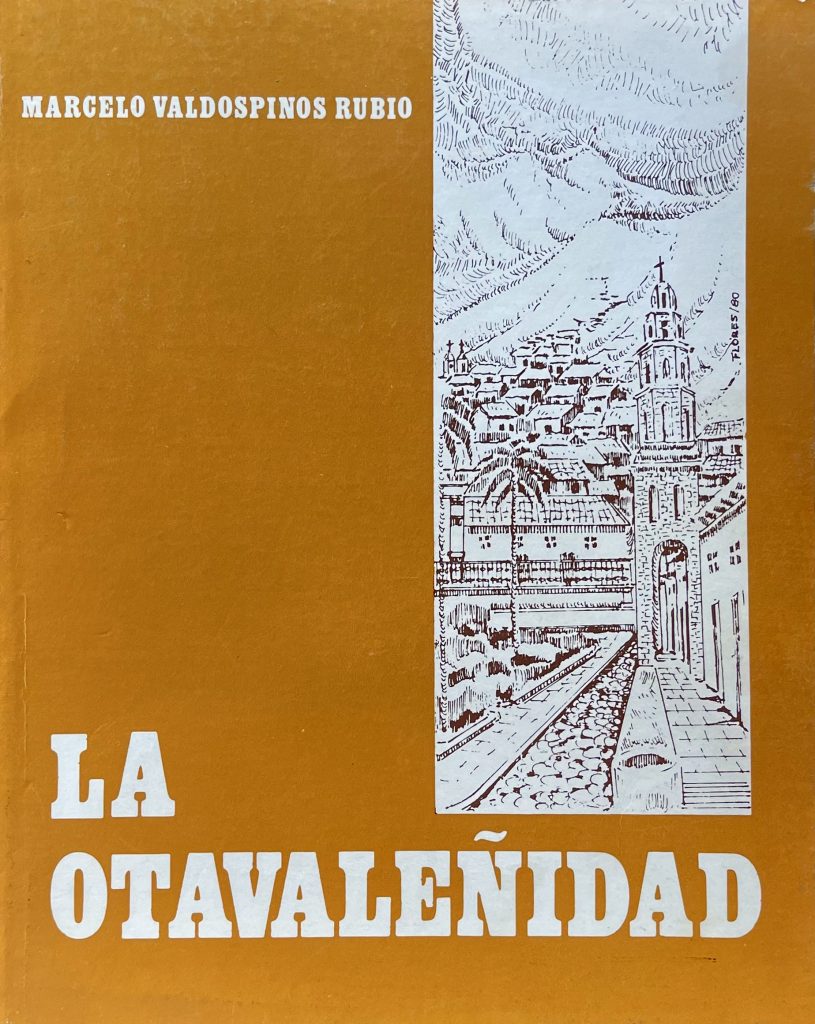 MARCELO VALDOSPINOS RUBIO
FLORES/80
LA
OTAVALEÑIDAD